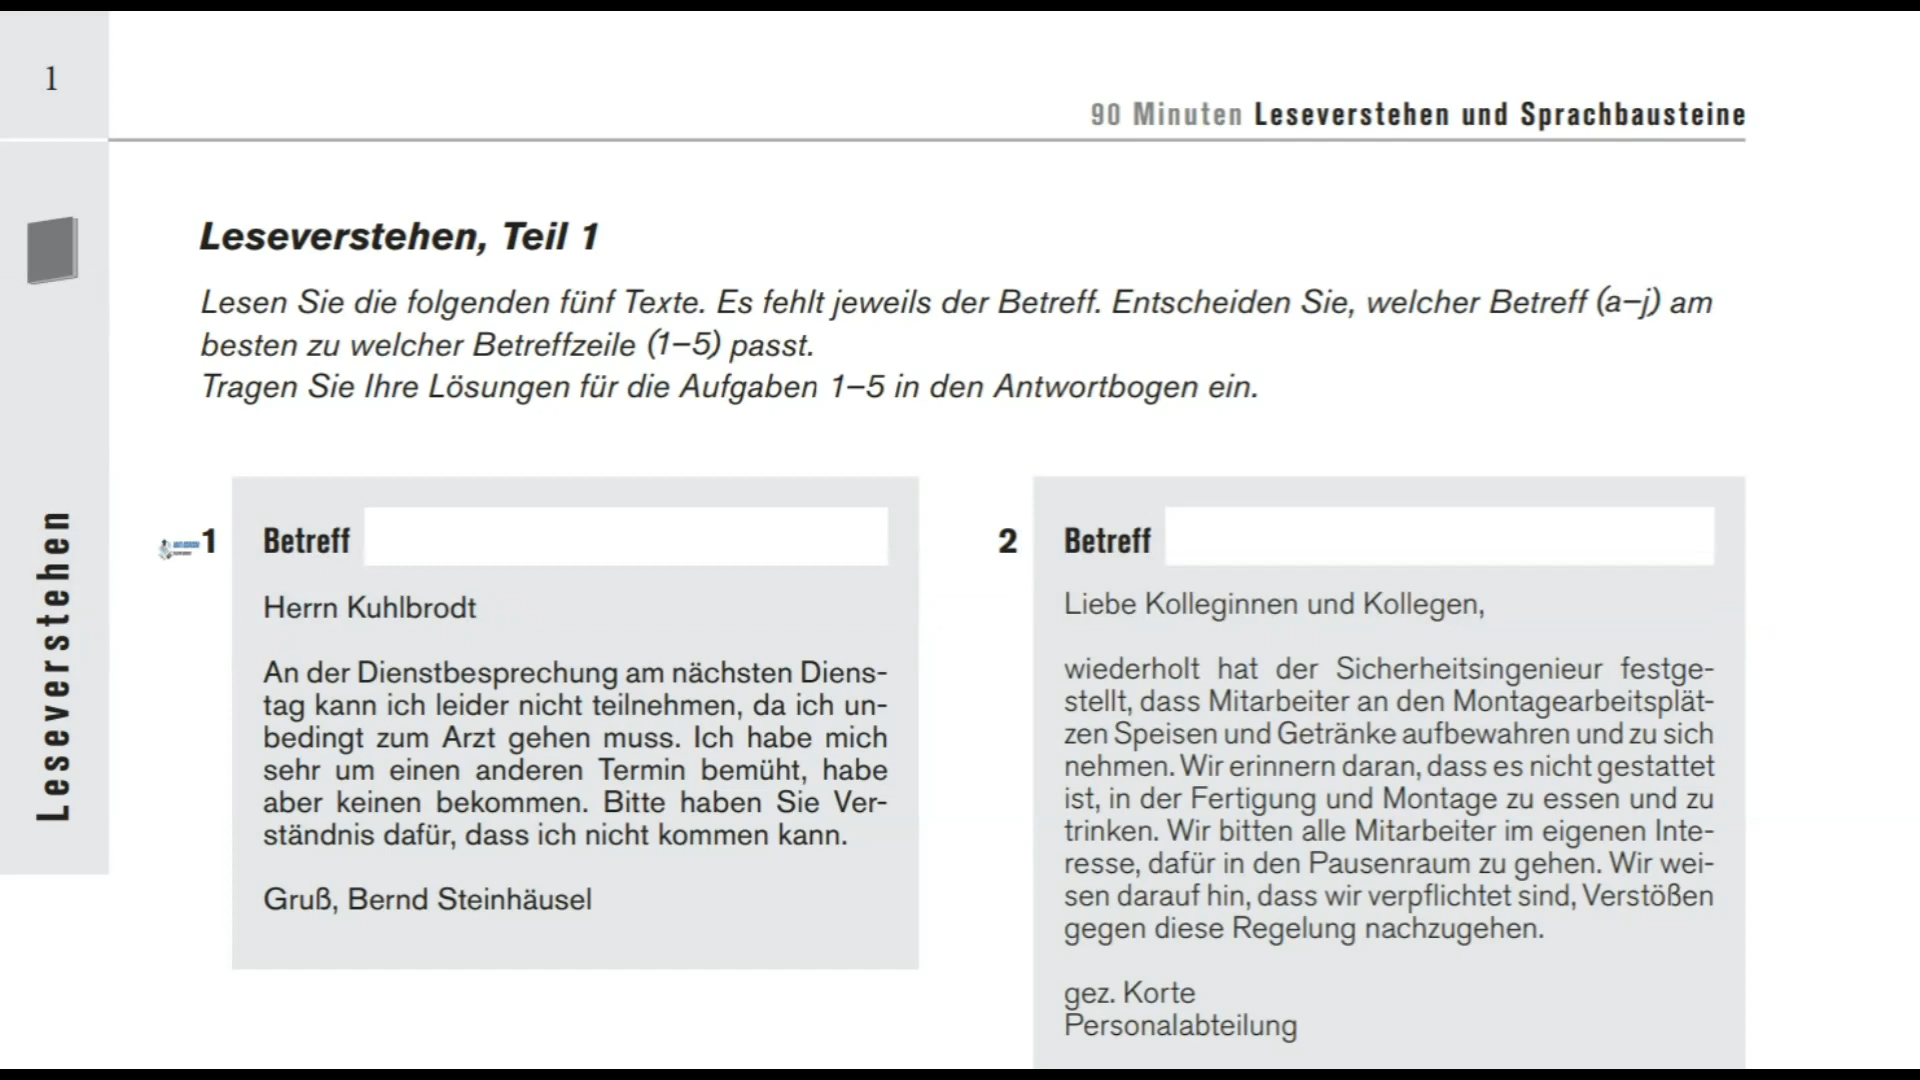 1
90 Minuten Leseverstehen und Sprachbausteine
Leseverstehen
Leseverstehen, Teil 1
Lesen Sie die folgenden fünf Texte. Es fehlt jeweils der Betreff. Entscheiden Sie, welcher Betreff (a–j) am
besten zu welcher Betreffzeile (1–5) passt.
Tragen Sie Ihre Lösungen für die Aufgaben 1–5 in den Antwortbogen ein.
1 Betreff
Herrn Kuhlbrodt
An der Dienstbesprechung am nächsten Diens-
tag kann ich leider nicht teilnehmen, da ich un-
bedingt zum Arzt gehen muss. Ich habe mich
sehr um einen anderen Termin bemüht, habe
aber keinen bekommen. Bitte haben Sie Ver-
ständnis dafür, dass ich nicht kommen kann.
Gruß, Bernd Steinhäusel
2 Betreff
Liebe Kolleginnen und Kollegen,
wiederholt hat der Sicherheitsingenieur festge-
stellt, dass Mitarbeiter an den Montagearbeitsplät-
zen Speisen und Getränke aufbewahren und zu sich
nehmen. Wir erinnern daran, dass es nicht gestattet
ist, in der Fertigung und Montage zu essen und zu
trinken. Wir bitten alle Mitarbeiter im eigenen Inte-
resse, dafür in den Pausenraum zu gehen. Wir wei-
sen darauf hin, dass wir verpflichtet sind, Verstößen
gegen diese Regelung nachzugehen.
gez. Korte
Personalabteilung